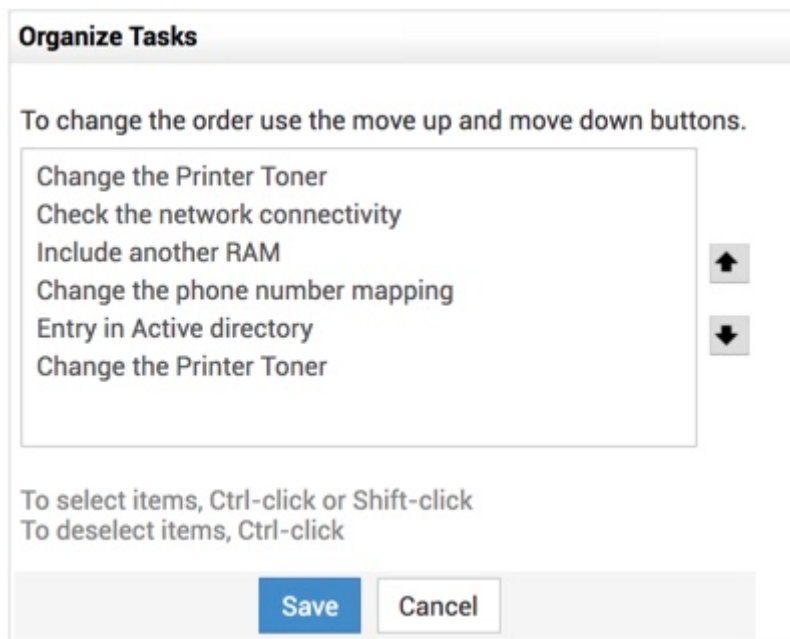 Organize Tasks
To change the order use the move up and move down buttons.
Change the Printer Toner
Check the network connectivity
Include another RAM
Change the phone number mapping
Entry in Active directory
Change the Printer Toner
To select items, Ctrl-click or Shift-click
To deselect items, Ctrl-click
Save Cancel